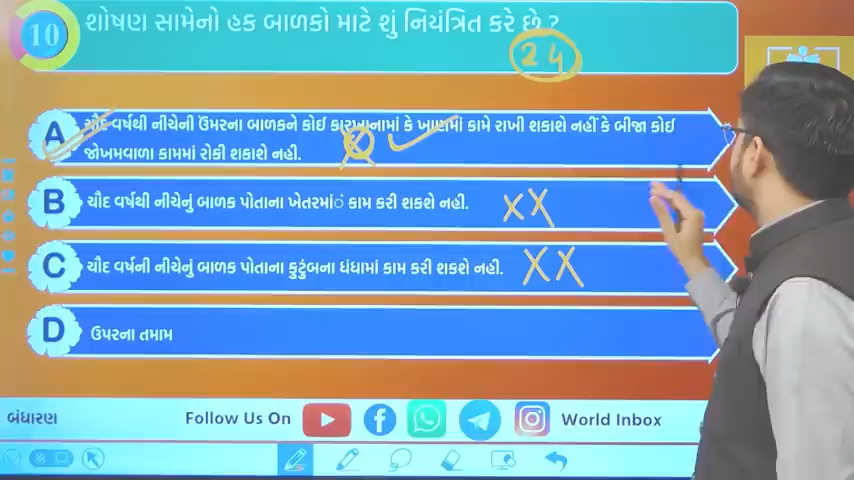 10 શોષણ સામેનો હક બાળકો માટે શું નિયંત્રિત કરે છે ?
24
A ચૌદ વર્ષથી નીચેની ઉંમરના બાળકને કોઈ કારખાનામાં કે ખાણમાં કામે રાખી શકાશે નહીં કે બીજા કોઈ
જોખમવાળા કામમાં રોકી શકાશે નહી.
B ચૌદ વર્ષથી નીચેનું બાળક પોતાના ખેતરમાંં કામ કરી શકશે નહી.
C ચૌદ વર્ષની નીચેનું બાળક પોતાના કુટુંબના ધંધામાં કામ કરી શકશે નહી.
D ઉપરના તમામ
બંધારણ Follow Us On World Inbox